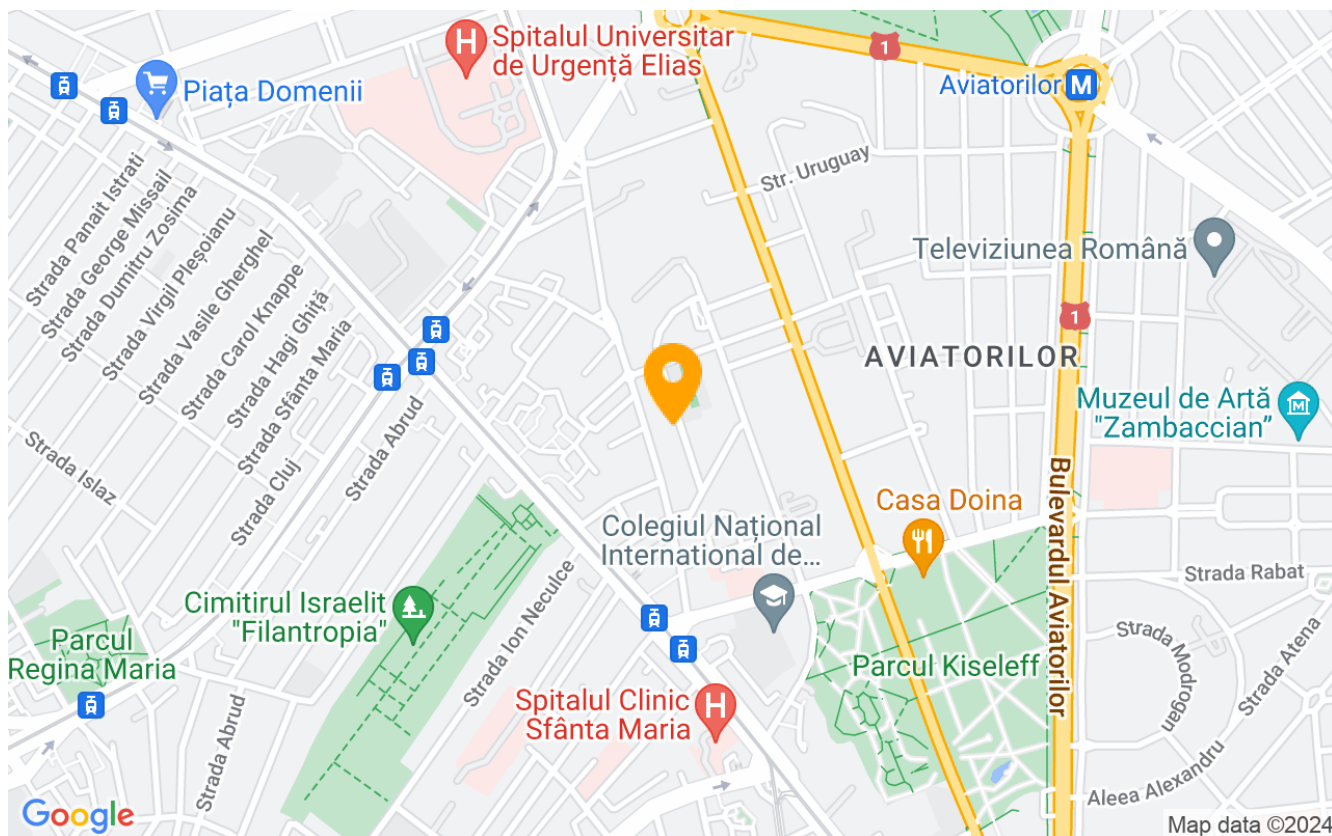 Spitalul Universitar
de Urgență Elias
H
1
Aviatorilor
M
Piața Domenii
Str. Uruguay
Strada Panait Istrati
Strada George Missail
Strada Dumitru Zosima
Strada Virgil Pleșoianu
Strada Vasile Gherghel
Strada Carol Knappe
Strada Hagi Ghiță
Strada Sfânta Maria
Televiziunea Română
1
AVIATORILOR
Muzeul de Artă
"Zambaccian”
M
Strada Islaz
Strada Cluj
Strada Abrud
Bulevardul Aviatorilor
Casa Doina
Colegiul Național
International de...
Strada Rabat
Cimitirul Israelit
"Filantropia"
Strada Ion Neculce
Parcul
Regina Maria
Strada Modrogan
Strada Atena
Parcul Kiseleff
Spitalul Clinic
Sfânta Maria
H
Strada Abrud
Aleea Alexandru
Google
Map data ©2024